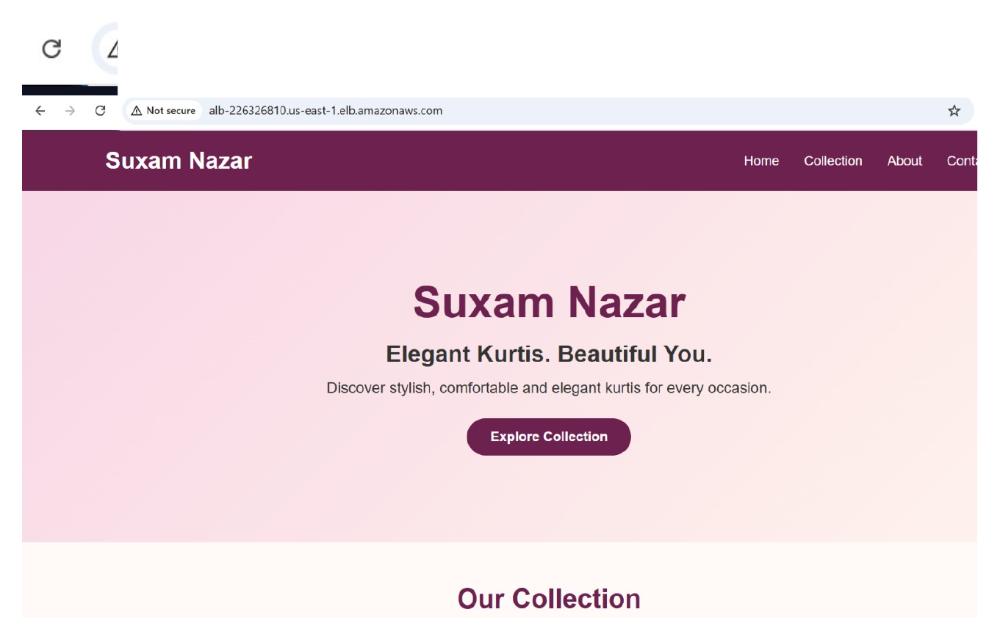 Not secure alb-226326810.us-east-1.elb.amazonaws.com
Suxam Nazar Home Collection About
Suxam Nazar
Elegant Kurtis. Beautiful You.
Discover stylish, comfortable and elegant kurtis for every occasion.
Explore Collection
Our Collection